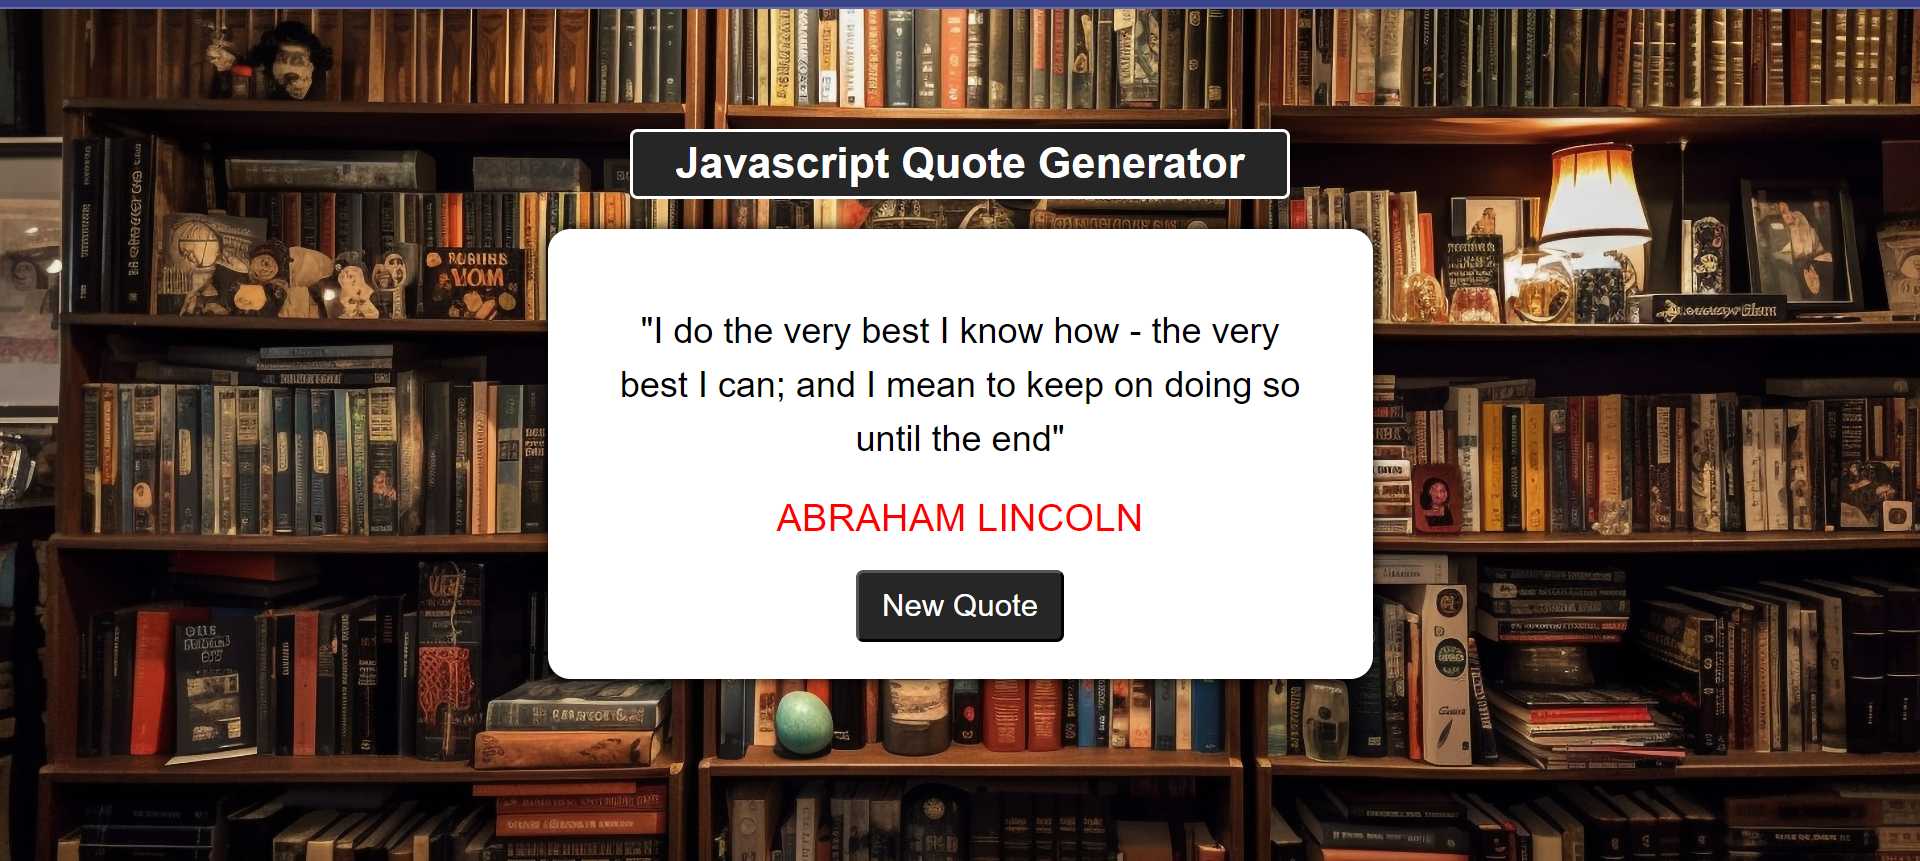 Javascript Quote Generator
"I do the very best I know how - the very
best I can; and I mean to keep on doing so
until the end"
ABRAHAM LINCOLN
New Quote